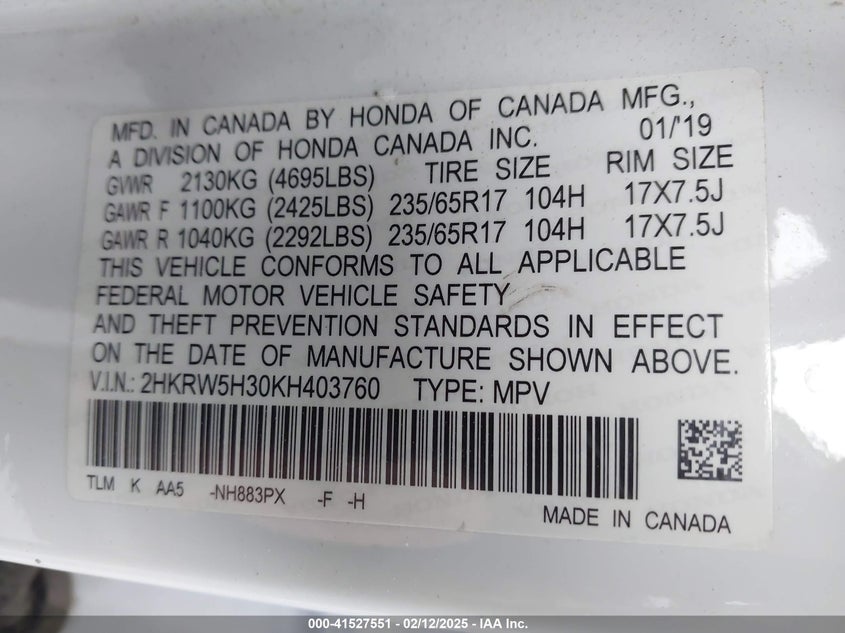 MFD. IN CANADA BY HONDA OF CANADA MFG.,
A DIVISION OF HONDA CANADA INC. 01/'19
GVWR 2130KG (4695LBS) TIRE SIZE RIM SIZE
GAWR F 1100KG (2425LBS) 235/65R17 104H 17X7.5J
GAWR R 1040KG (2292LBS) 235/65R17 104H 17X7.5J
THIS VEHICLE CONFORMS TO ALL APPLICABLE
FEDERAL MOTOR VEHICLE SAFETY
AND THEFT PREVENTION STANDARDS IN EFFECT
ON THE DATE OF MANUFACTURE SHOWN ABOVE.
V.I.N.: 2HKRW5H30KH403760 TYPE: MPV
TLM K AA5 -NH883PX -F -H
MADE IN CANADA
000-41527551 - 02/12/2025 - IAA Inc.